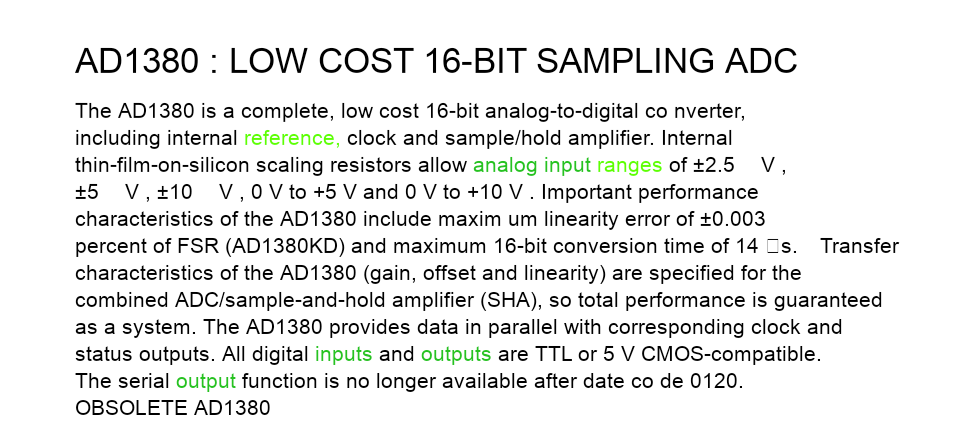 AD1380 : LOW COST 16-BIT SAMPLING ADC
The AD1380 is a complete, low cost 16-bit analog-to-digital co nverter,
including internal reference, clock and sample/hold amplifier. Internal
thin-film-on-silicon scaling resistors allow analog input ranges of ±2.5 V ,
±5 V , ±10 V , 0 V to +5 V and 0 V to +10 V . Important performance
characteristics of the AD1380 include maxim um linearity error of ±0.003
percent of FSR (AD1380KD) and maximum 16-bit conversion time of 14 □s. Transfer
characteristics of the AD1380 (gain, offset and linearity) are specified for the
combined ADC/sample-and-hold amplifier (SHA), so total performance is guaranteed
as a system. The AD1380 provides data in parallel with corresponding clock and
status outputs. All digital inputs and outputs are TTL or 5 V CMOS-compatible.
The serial output function is no longer available after date co de 0120.
OBSOLETE AD1380